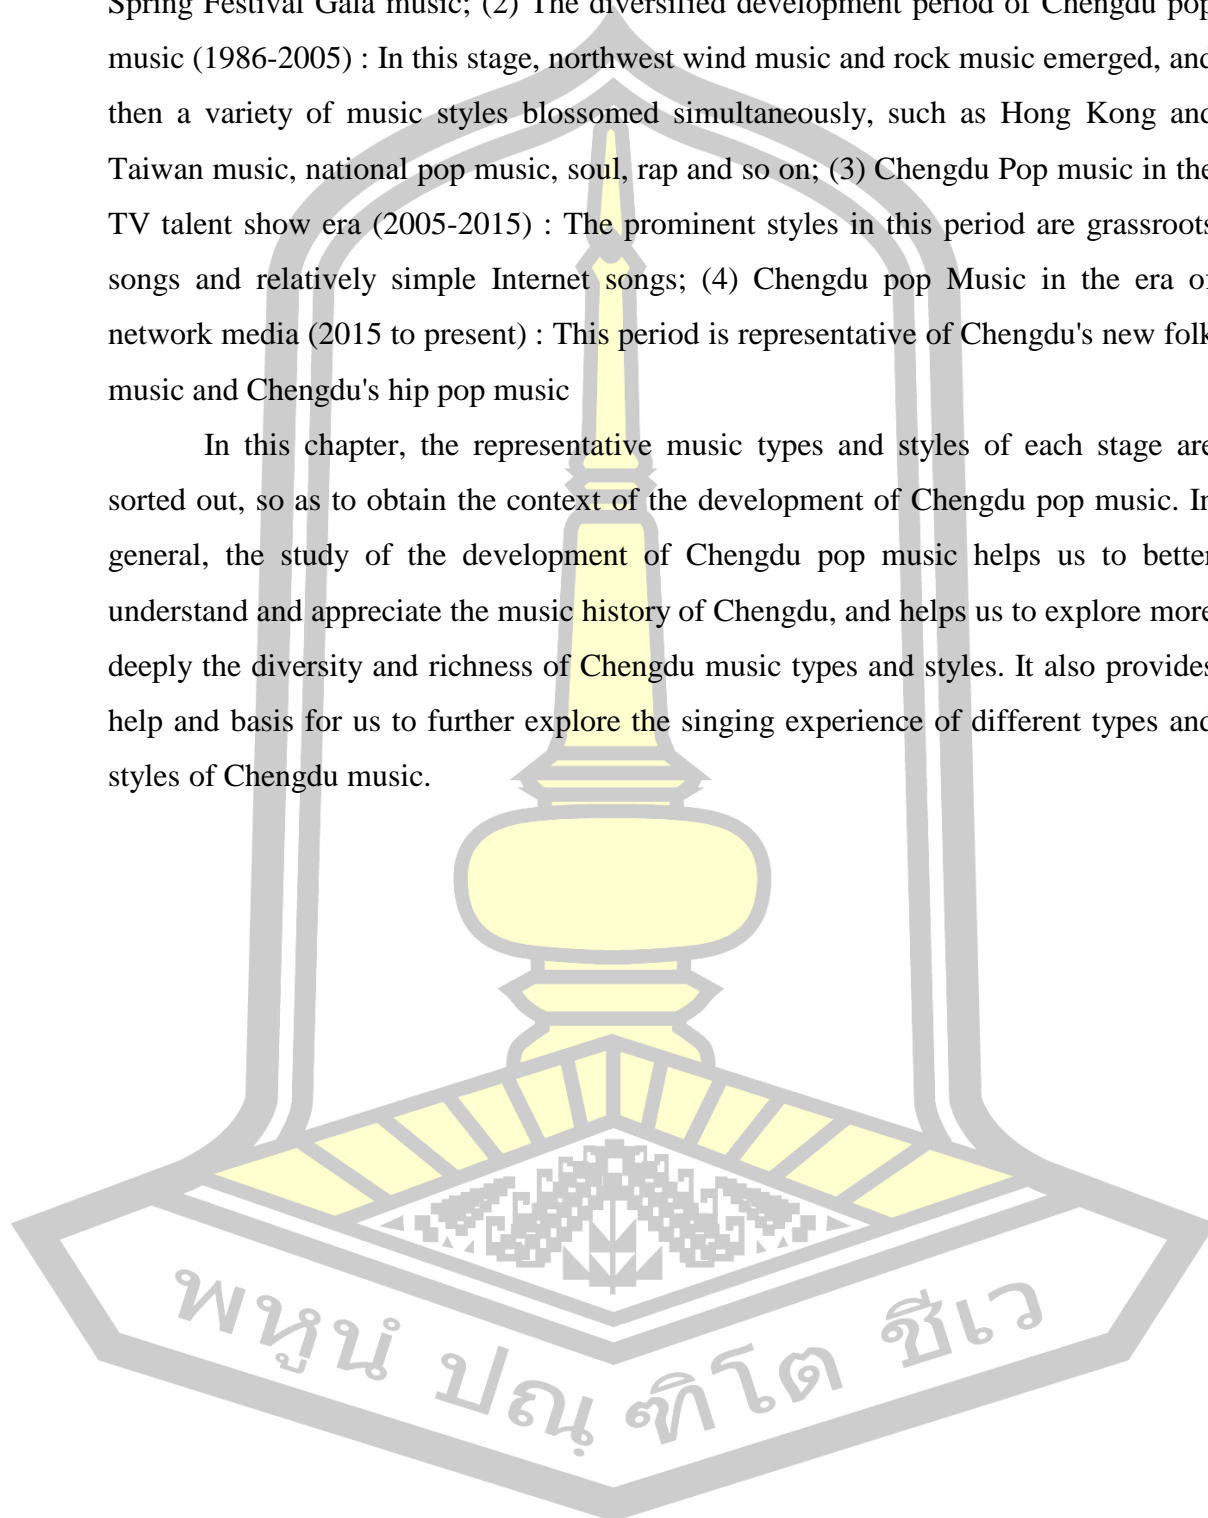 Spring Festival Gala music; (2) The diversified development period of Chengdu pop
music (1986-2005) : In this stage, northwest wind music and rock music emerged, and
then a variety of music styles blossomed simultaneously, such as Hong Kong and
Taiwan music, national pop music, soul, rap and so on; (3) Chengdu Pop music in the
TV talent show era (2005-2015) : The prominent styles in this period are grassroots
songs and relatively simple Internet songs; (4) Chengdu pop Music in the era of
network media (2015 to present) : This period is representative of Chengdu's new folk
music and Chengdu's hip pop music
In this chapter, the representative music types and styles of each stage are
sorted out, so as to obtain the context of the development of Chengdu pop music. In
general, the study of the development of Chengdu pop music helps us to better
understand and appreciate the music history of Chengdu, and helps us to explore more
deeply the diversity and richness of Chengdu music types and styles. It also provides
help and basis for us to further explore the singing experience of different types and
styles of Chengdu music.
พหูนํ ปณฺฑิโต ชีเว